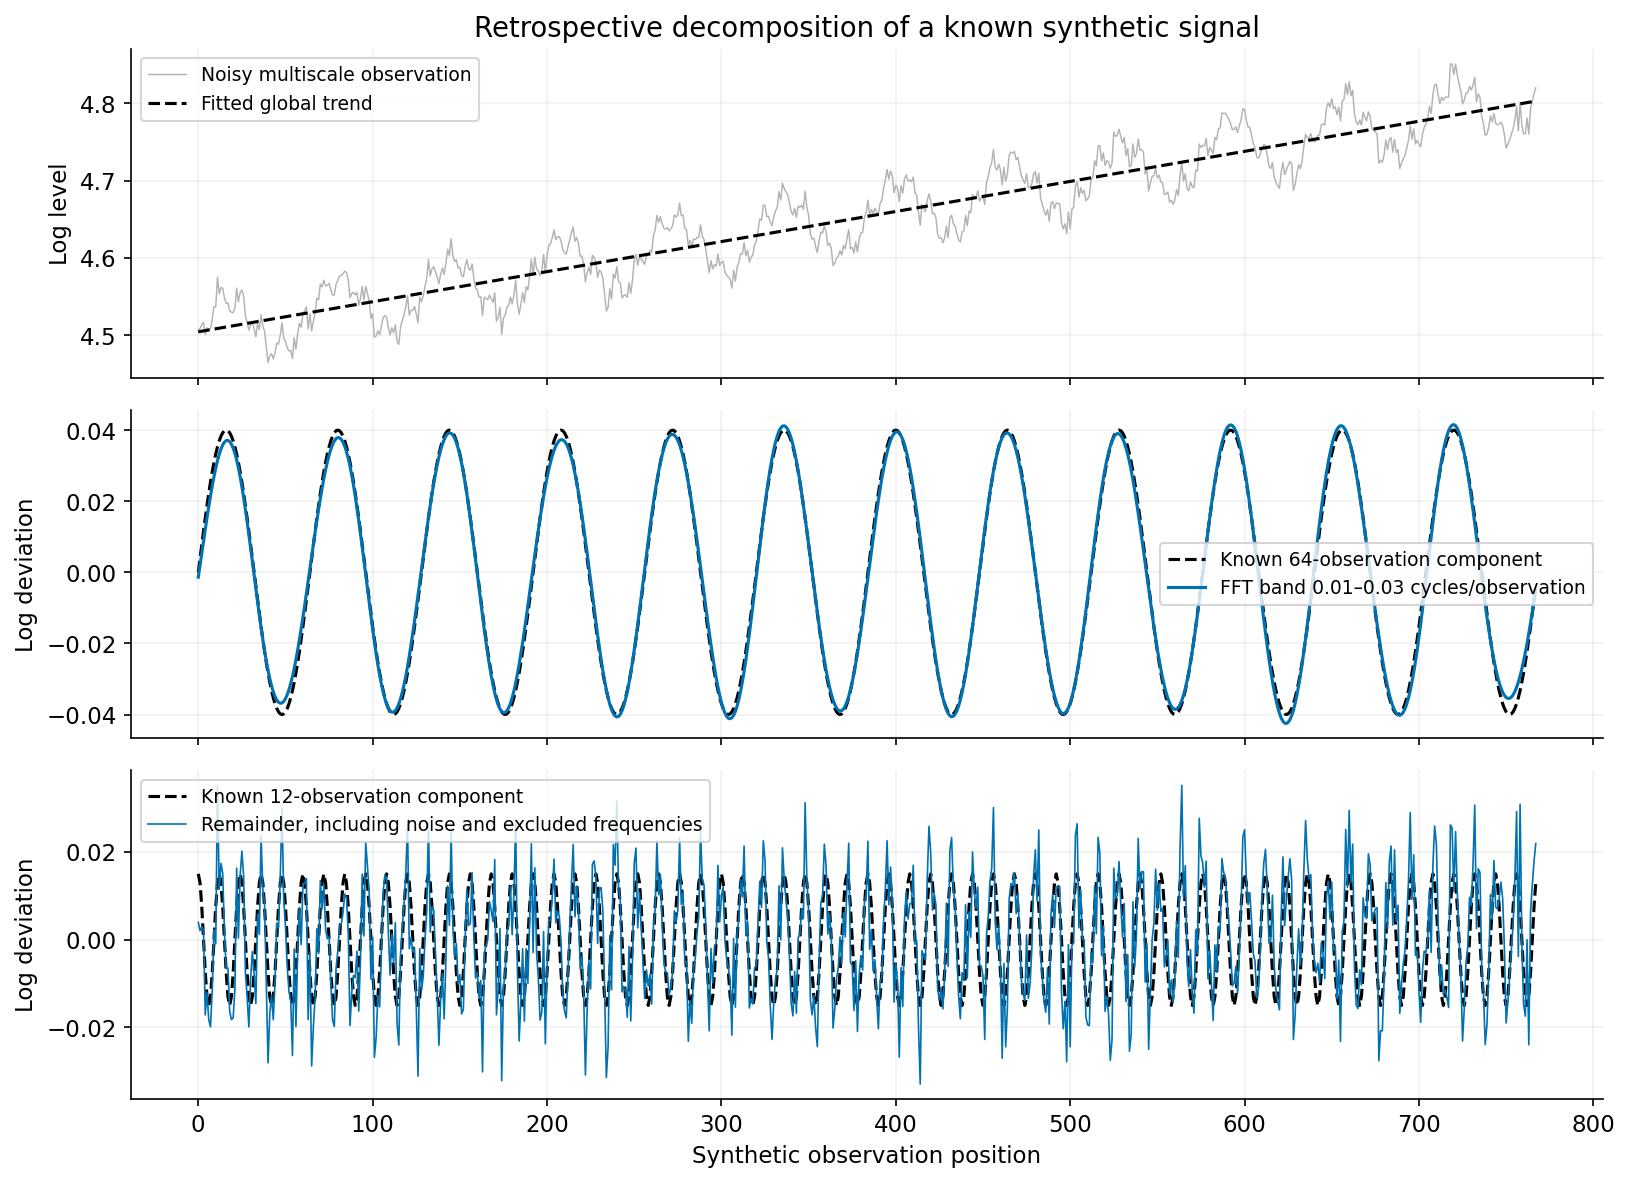 Retrospective decomposition of a known synthetic signal
Noisy multiscale observation
Fitted global trend
Log level
4.8
4.7
4.6
4.5
Known 64-observation component
FFT band 0.01–0.03 cycles/observation
Log deviation
0.04
0.02
0.00
−0.02
−0.04
Known 12-observation component
Remainder, including noise and excluded frequencies
Log deviation
0.02
0.00
−0.02
0 100 200 300 400 500 600 700 800
Synthetic observation position